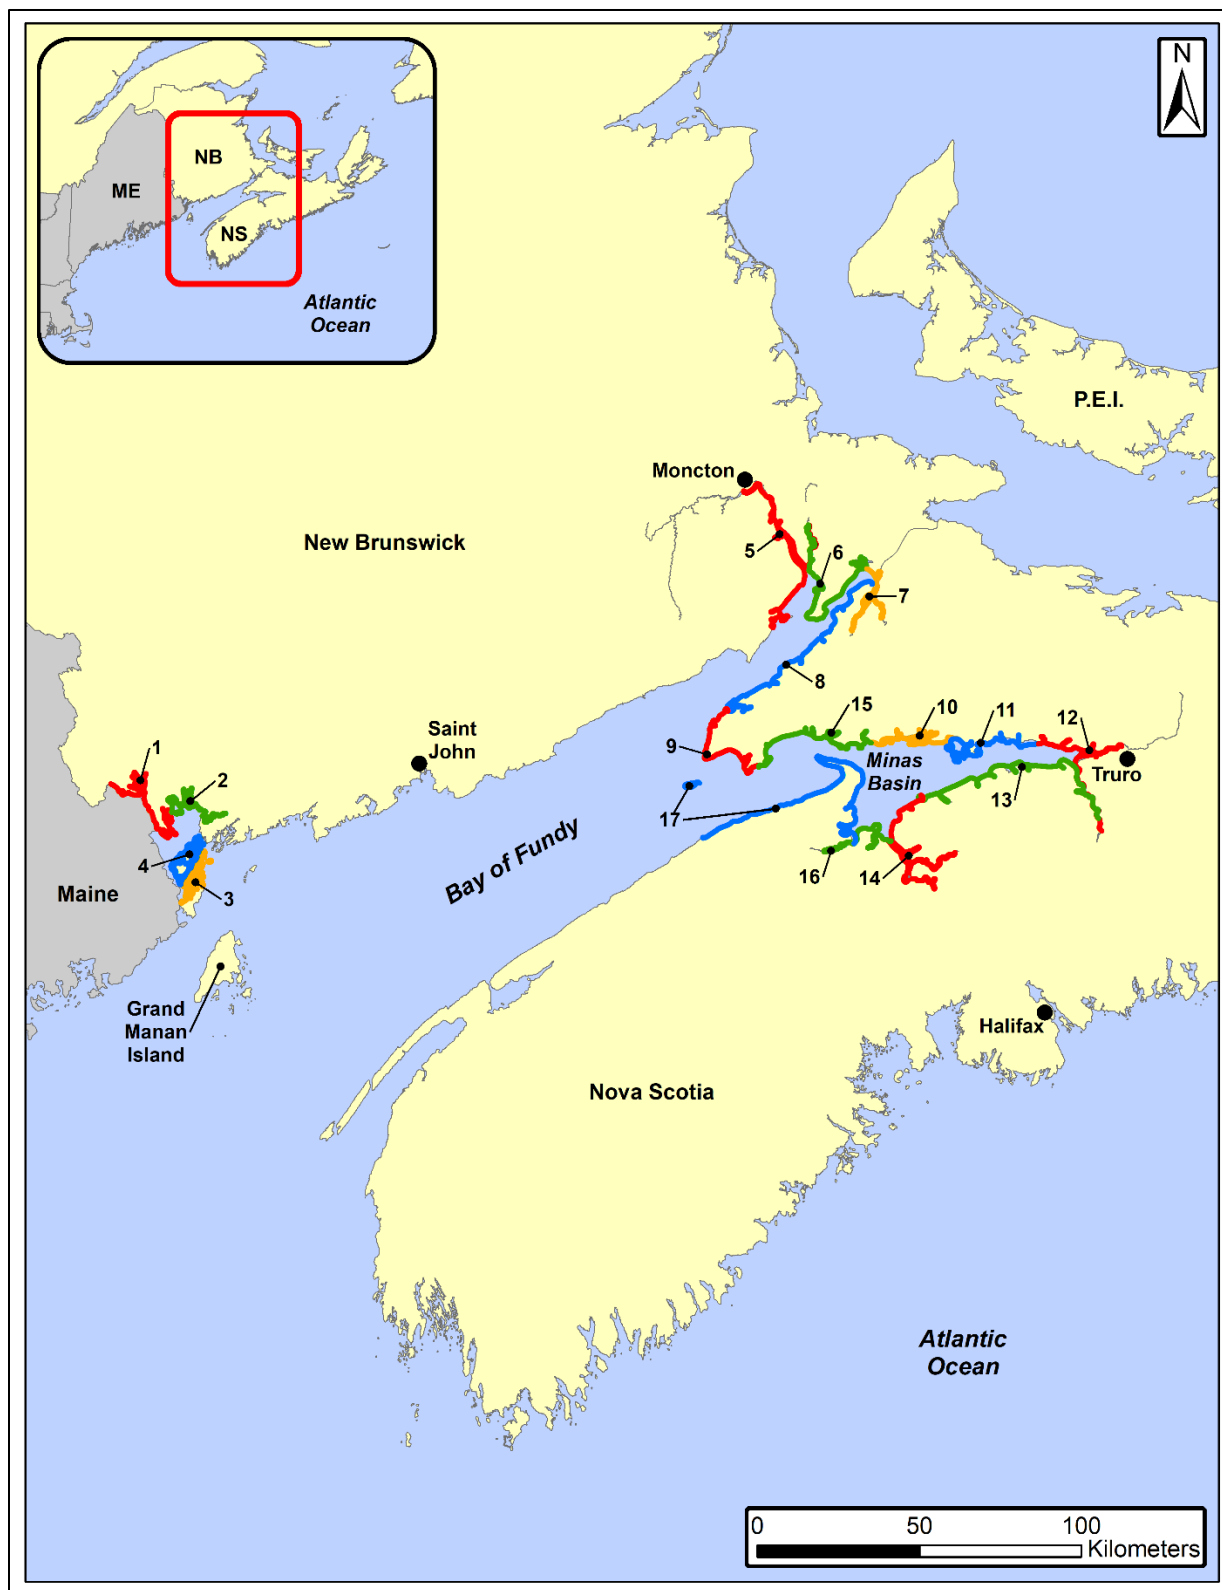 N
NB
ME
NS
Atlantic
Ocean
P.E.I.
Moncton
New Brunswick
5
6
7
8
15
10
11
12
9
Minas
Basin
Truro
13
Saint
John
1
2
17
4
Bay of Fundy
16
14
Maine
3
Grand
Manan
Island
Halifax
Nova Scotia
Atlantic
Ocean
0
50
100
Kilometers